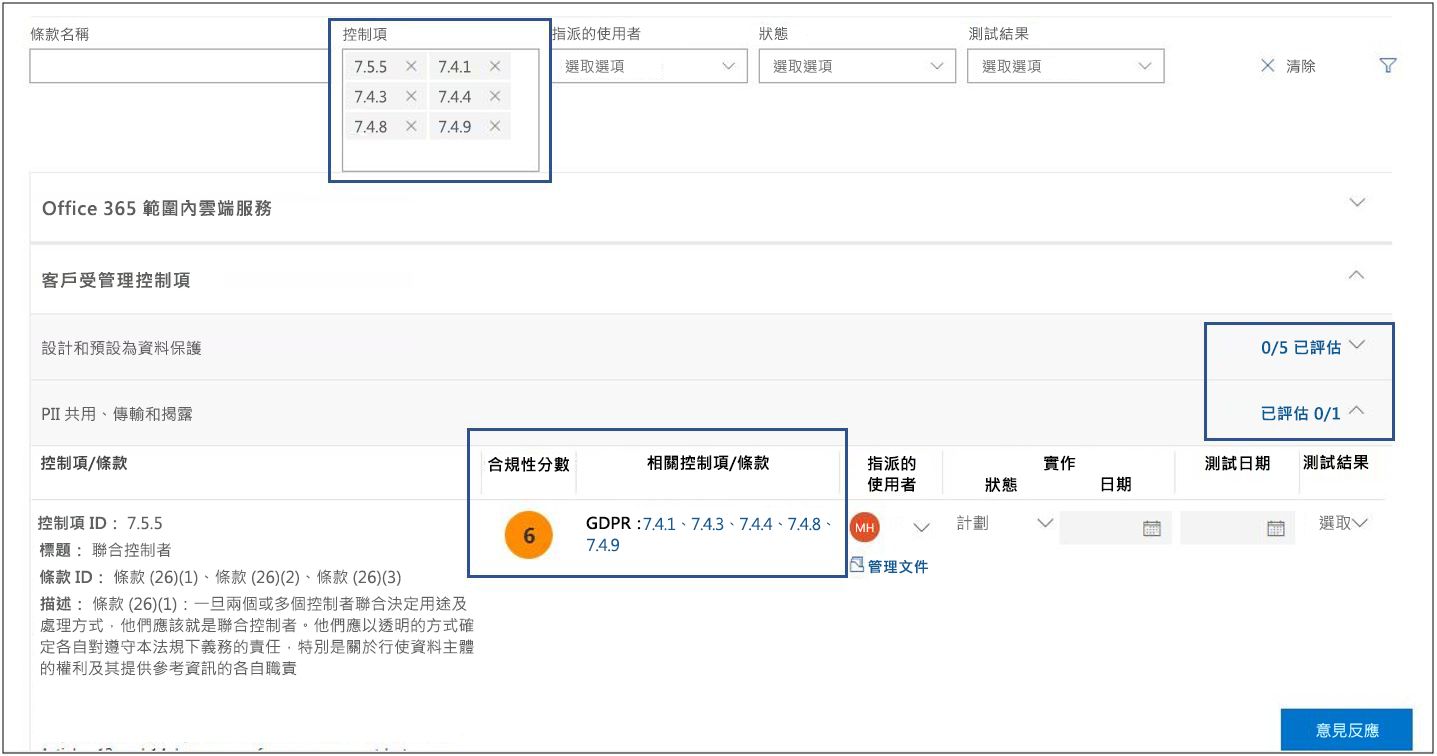 條款名稱
控制項
指派的使用者
狀態
測試結果
7.5.5 × 7.4.1 ×
7.4.3 × 7.4.4 ×
7.4.8 × 7.4.9 ×
選取選項
選取選項
選取選項
清除
Office 365 範圍內雲端服務
客戶受管理控制項
設計和預設為資料保護
0/5 已評估
PII 共用、傳輸和揭露
已評估 0/1
控制項/條款
合規性分數
相關控制項/條款
指派的
使用者
實作
狀態
日期
測試日期
測試結果
控制項 ID： 7.5.5
標題： 聯合控制者
條款 ID： 條款 (26)(1)、條款 (26)(2)、條款 (26)(3)
描述： 條款 (26)(1)：一旦兩個或多個控制者聯合決定用途及
處理方式，他們應該就是聯合控制者。他們應以透明的方式確
定各自對遵守本法規下義務的責任，特別是關於行使資料主體
的權利及其提供參考資訊的各自職責
6
GDPR：7.4.1、7.4.3、7.4.4、7.4.8、
7.4.9
MH
管理文件
計劃
選取
意見反應